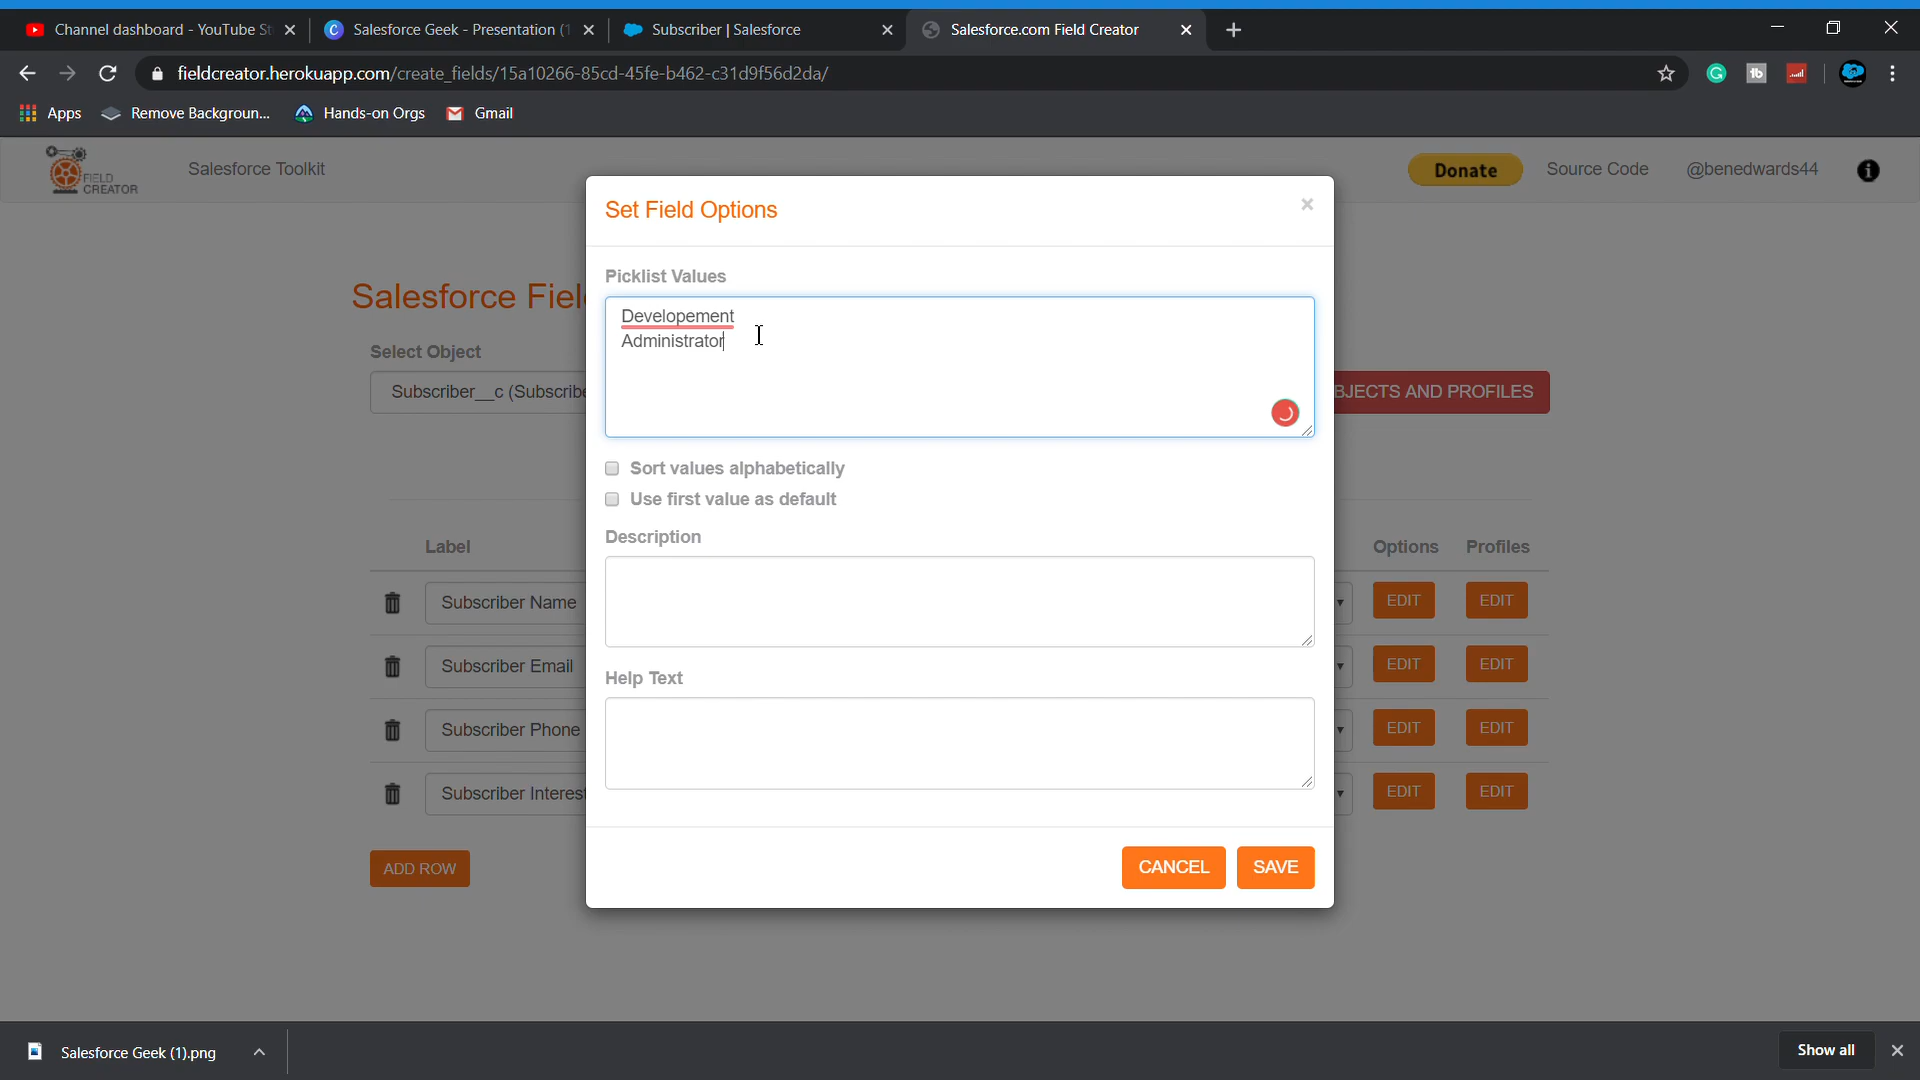 Channel dashboard - YouTube St
Salesforce Geek - Presentation (1
Subscriber | Salesforce
Salesforce.com Field Creator
fieldcreator.herokuapp.com/create_fields/15a10266-85cd-45fe-b462-c31d9f56d2da/
Apps
Remove Backgroun...
Hands-on Orgs
Gmail
FIELD
CREATOR
Salesforce Toolkit
Donate
Source Code
@benedwards44
Set Field Options
Picklist Values
Salesforce Fiel
Developement
Administrator
Select Object
Subscriber__c (Subscribe
BJECTS AND PROFILES
Sort values alphabetically
Use first value as default
Description
Label
Options
Profiles
Subscriber Name
EDIT
EDIT
Subscriber Email
EDIT
EDIT
Help Text
Subscriber Phone
EDIT
EDIT
Subscriber Interest
EDIT
EDIT
ADD ROW
CANCEL
SAVE
Salesforce Geek (1).png
Show all